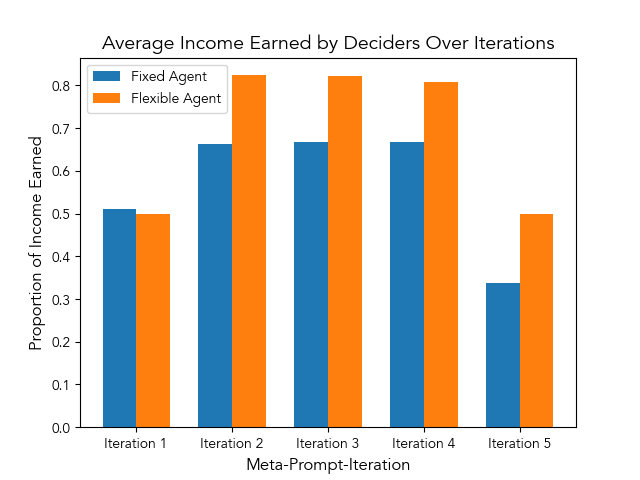 Average Income Earned by Deciders Over Iterations
Fixed Agent
Flexible Agent
Proportion of Income Earned
0.8
0.7
0.6
0.5
0.4
0.3
0.2
0.1
0.0
Iteration 1 Iteration 2 Iteration 3 Iteration 4 Iteration 5
Meta-Prompt-Iteration